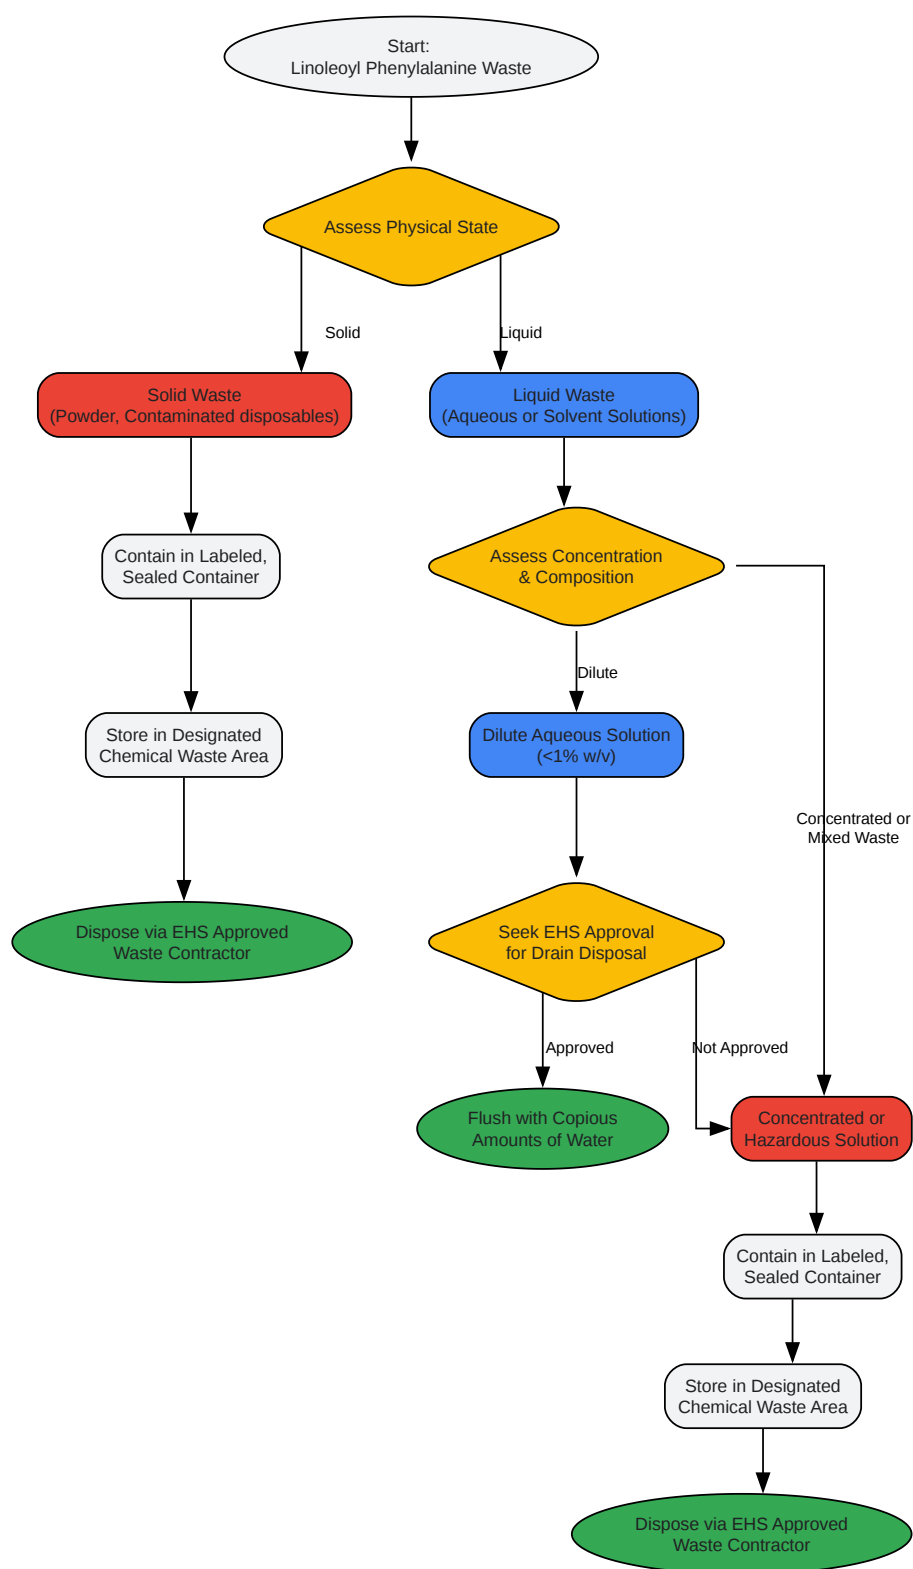 Start:
Linoleoyl Phenylalanine Waste
Assess Physical State
Solid
Liquid
Solid Waste
(Powder, Contaminated disposables)
Liquid Waste
(Aqueous or Solvent Solutions)
Contain in Labeled,
Sealed Container
Assess Concentration
& Composition
Dilute
Store in Designated
Chemical Waste Area
Dilute Aqueous Solution
(<1% w/v)
Concentrated or
Mixed Waste
Dispose via EHS Approved
Waste Contractor
Seek EHS Approval
for Drain Disposal
Approved
Not Approved
Flush with Copious
Amounts of Water
Concentrated or
Hazardous Solution
Contain in Labeled,
Sealed Container
Store in Designated
Chemical Waste Area
Dispose via EHS Approved
Waste Contractor